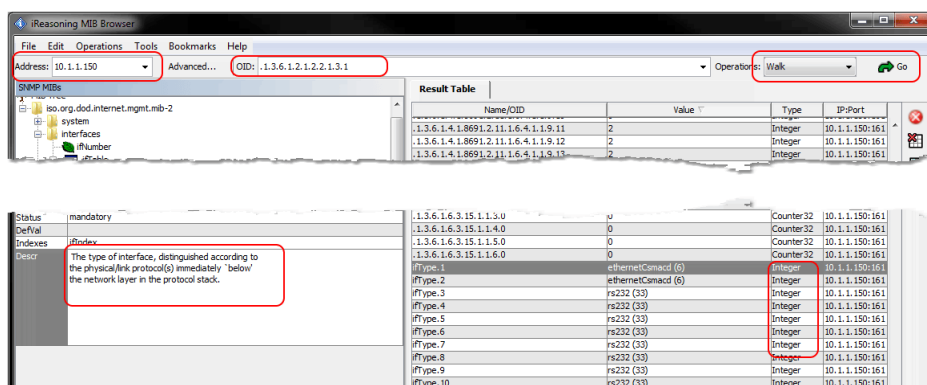 iReasoning MIB Browser
File Edit Operations Tools Bookmarks Help
Address: 10.1.1.150 Advanced... OID: .1.3.6.1.2.1.2.2.1.3.1 Operations: Walk Go
SNMP MIBs
iso.org.dod.internet.mgmt.mib-2
system
interfaces
ifNumber
ifTable
Result Table
Name/OID Value Type IP:Port
.1.3.6.1.4.1.8691.2.11.1.6.4.1.1.9.11 2 Integer 10.1.1.150:161
.1.3.6.1.4.1.8691.2.11.1.6.4.1.1.9.12 2 Integer 10.1.1.150:161
.1.3.6.1.4.1.8691.2.11.1.6.4.1.1.9.13 2 Integer 10.1.1.150:161
Status mandatory
DefVal
Indexes ifIndex
Descr The type of interface, distinguished according to
the physical/link protocol(s) immediately `below'
the network layer in the protocol stack.
.1.3.6.1.6.3.15.1.1.3.0 0 Counter32 10.1.1.150:161
.1.3.6.1.6.3.15.1.1.4.0 0 Counter32 10.1.1.150:161
.1.3.6.1.6.3.15.1.1.5.0 0 Counter32 10.1.1.150:161
.1.3.6.1.6.3.15.1.1.6.0 0 Counter32 10.1.1.150:161
ifType.1 ethernetCsmacd (6) Integer 10.1.1.150:161
ifType.2 ethernetCsmacd (6) Integer 10.1.1.150:161
ifType.3 rs232 (33) Integer 10.1.1.150:161
ifType.4 rs232 (33) Integer 10.1.1.150:161
ifType.5 rs232 (33) Integer 10.1.1.150:161
ifType.6 rs232 (33) Integer 10.1.1.150:161
ifType.7 rs232 (33) Integer 10.1.1.150:161
ifType.8 rs232 (33) Integer 10.1.1.150:161
ifType.9 rs232 (33) Integer 10.1.1.150:161
ifType.10 rs232 (33) Integer 10.1.1.150:161